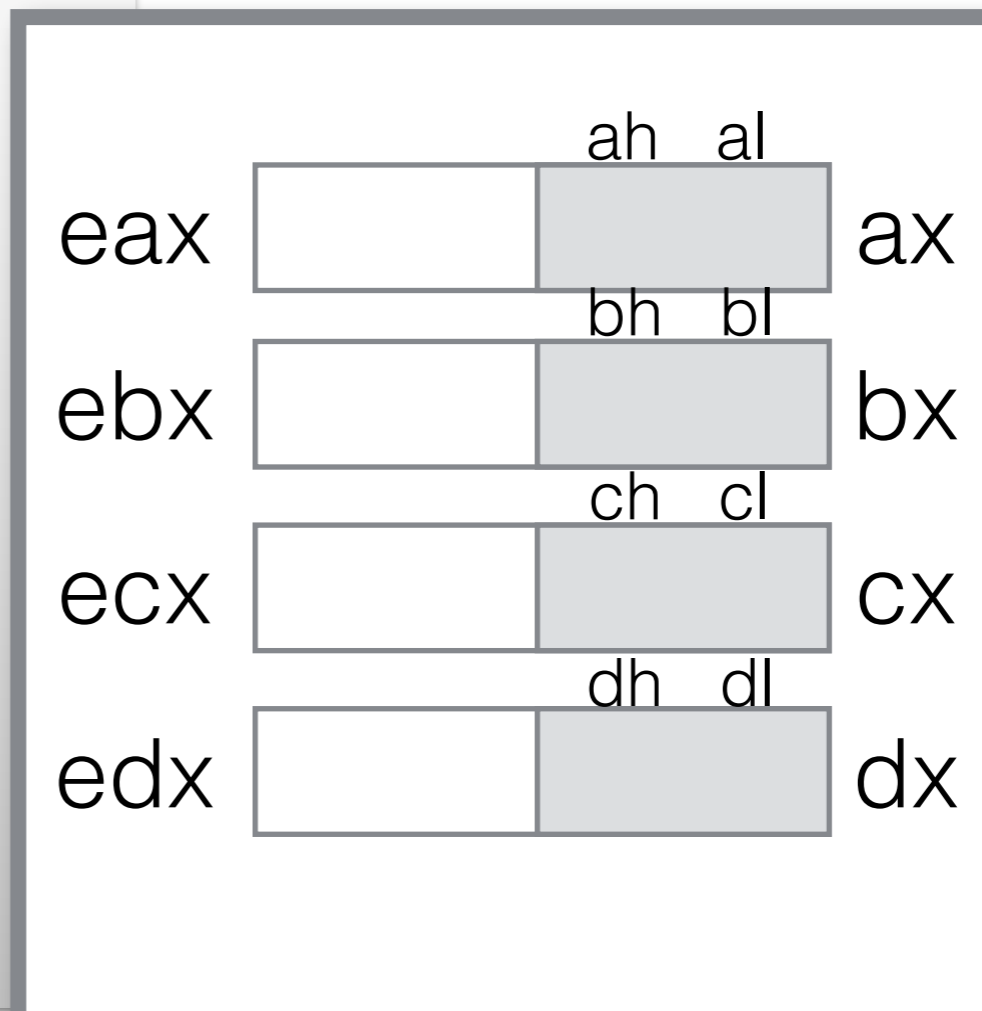 ah al
eax ax
bh bl
ebx bx
ch cl
ecx cx
dh dl
edx dx